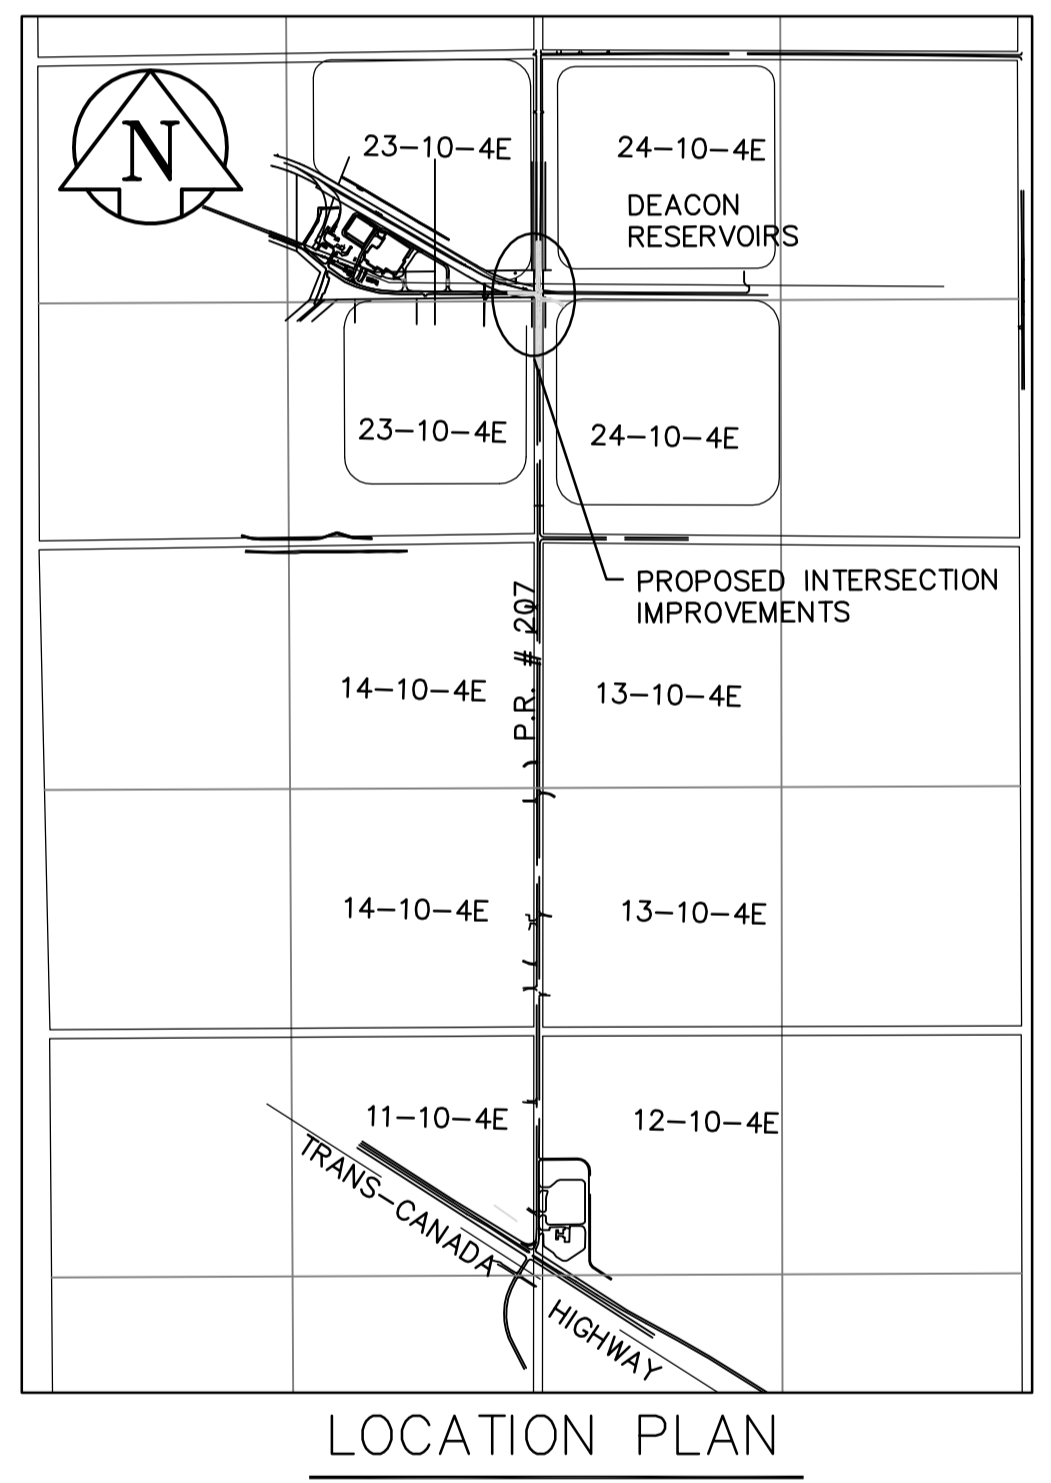 N
23-10-4E
24-10-4E
DEACON
RESERVOIRS
23-10-4E
24-10-4E
PROPOSED INTERSECTION
IMPROVEMENTS
P.R. # 207
14-10-4E
13-10-4E
14-10-4E
13-10-4E
11-10-4E
12-10-4E
TRANS-CANADA
HIGHWAY
LOCATION PLAN